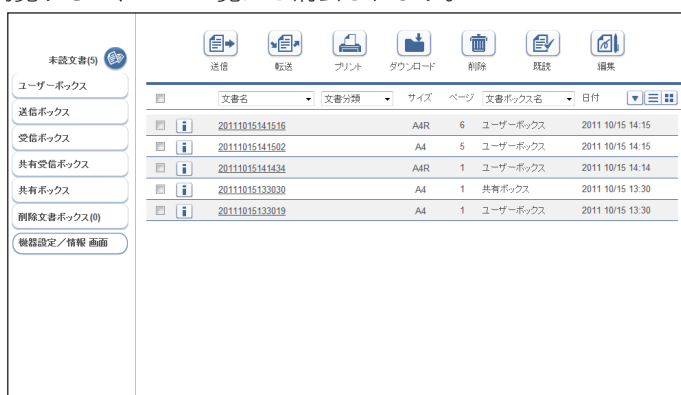 未読文書(5)
送信 転送 プリント ダウンロード 削除 既読 編集
ユーザーボックス
送信ボックス
受信ボックス
共有受信ボックス
共有ボックス
削除文書ボックス(0)
機器設定／情報 画面
文書名 文書分類 サイズ ページ 文書ボックス名 日付
20111015141516 A4R 6 ユーザーボックス 2011 10/15 14:15
20111015141502 A4 5 ユーザーボックス 2011 10/15 14:15
20111015141434 A4R 1 ユーザーボックス 2011 10/15 14:14
20111015133030 A4 1 共有ボックス 2011 10/15 13:30
20111015133019 A4 1 ユーザーボックス 2011 10/15 13:30